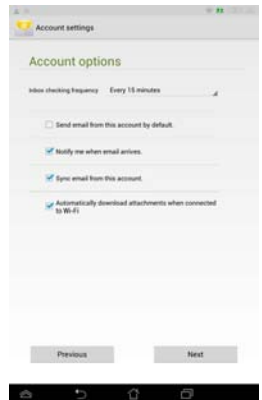 Account settings
Account options
Inbox checking frequency Every 15 minutes
Send email from this account by default.
Notify me when email arrives.
Sync email from this account.
Automatically download attachments when connected
to Wi-Fi
Previous Next